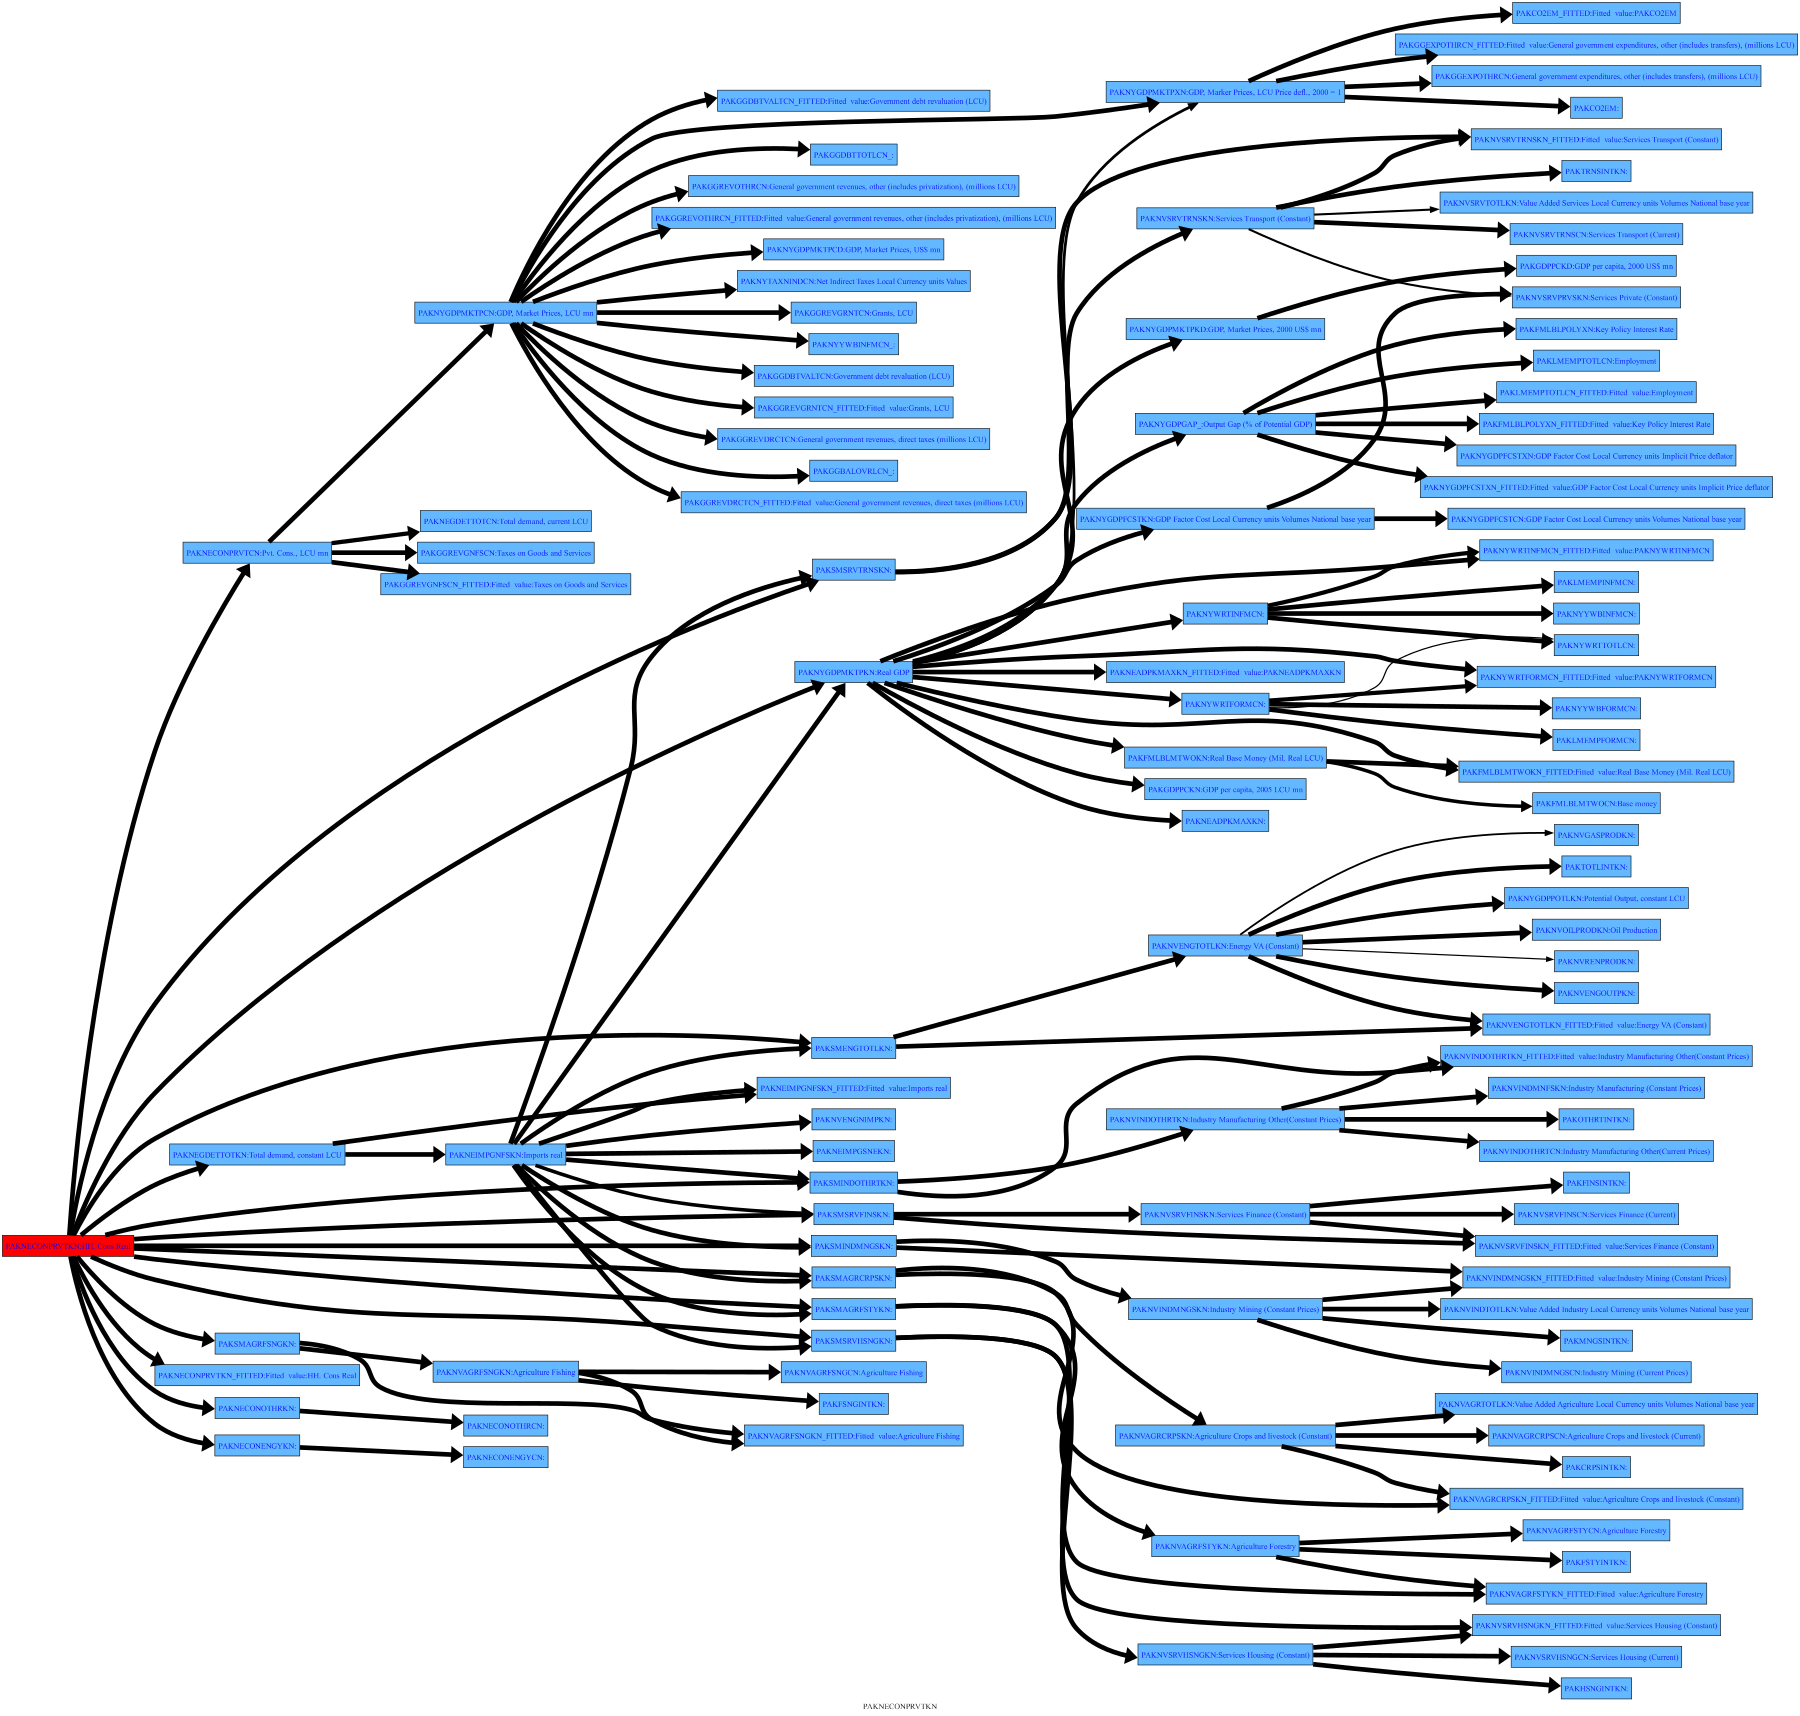 PAKCO2EM_FITTED:Fitted value:PAKCO2EM
PAKGGEXPOTHRCN_FITTED:Fitted value:General government expenditures, other (includes transfers), (millions LCU)
PAKGGEXPOTHRCN:General government expenditures, other (includes transfers), (millions LCU)
PAKNYGDPMKTPXN:GDP, Marker Prices, LCU Price defl., 2000 = 1
PAKGGDBTVALTCN_FITTED:Fitted value:Government debt revaluation (LCU)
PAKCO2EM:
PAKNVSRVTRNSKN_FITTED:Fitted value:Services Transport (Constant)
PAKGGDBTTOTLCN_:
PAKTRNSINTKN:
PAKGGREVOTHRCN:General government revenues, other (includes privatization), (millions LCU)
PAKNVSRVTOTLKN:Value Added Services Local Currency units Volumes National base year
PAKGGREVOTHRCN_FITTED:Fitted value:General government revenues, other (includes privatization), (millions LCU)
PAKNVSRVTRNSKN:Services Transport (Constant)
PAKNVSRVTRNSCN:Services Transport (Current)
PAKNYGDPMKTPCD:GDP, Market Prices, US$ mn
PAKGDPPCKD:GDP per capita, 2000 US$ mn
PAKNYTAXNINDCN:Net Indirect Taxes Local Currency units Values
PAKNVSRVPRVSKN:Services Private (Constant)
PAKNYGDPMKTPCN:GDP, Market Prices, LCU mn
PAKGGREVGRNTCN:Grants, LCU
PAKNYGDPMKTPKD:GDP, Market Prices, 2000 US$ mn
PAKFMLBLPOLYXN:Key Policy Interest Rate
PAKNYYWBINFMCN_:
PAKLMEMPTOTLCN:Employment
PAKGGDBTVALTCN:Government debt revaluation (LCU)
PAKLMEMPTOTLCN_FITTED:Fitted value:Employment
PAKGGREVGRNTCN_FITTED:Fitted value:Grants, LCU
PAKNYGDPGAP_:Output Gap (% of Potential GDP)
PAKFMLBLPOLYXN_FITTED:Fitted value:Key Policy Interest Rate
PAKGGREVDRCTCN:General government revenues, direct taxes (millions LCU)
PAKNYGDPFCSTXN:GDP Factor Cost Local Currency units Implicit Price deflator
PAKGGBALOVRLCN_:
PAKNYGDPFCSTXN_FITTED:Fitted value:GDP Factor Cost Local Currency units Implicit Price deflator
PAKGGREVDRCTCN_FITTED:Fitted value:General government revenues, direct taxes (millions LCU)
PAKNEGDETTOTCN:Total demand, current LCU
PAKNYGDPFCSTKN:GDP Factor Cost Local Currency units Volumes National base year
PAKNYGDPFCSTCN:GDP Factor Cost Local Currency units Volumes National base year
PAKNECONPRVTCN:Pvt. Cons., LCU mn
PAKGGREVGNFSCN:Taxes on Goods and Services
PAKNYWRTINFMCN_FITTED:Fitted value:PAKNYWRTINFMCN
PAKGGREVGNFSCN_FITTED:Fitted value:Taxes on Goods and Services
PAKSMSRVTRNSKN:
PAKLMEMPINFMCN:
PAKNYWRTINFMCN:
PAKNYYWBINFMCN:
PAKNYWRTTOTLCN:
PAKNYGDPMKTPKN:Real GDP
PAKNEADPKMAXKN_FITTED:Fitted value:PAKNEADPKMAXKN
PAKNYWRTFORMCN_FITTED:Fitted value:PAKNYWRTFORMCN
PAKNYWRTFORMCN:
PAKNYYWBFORMCN:
PAKLMEMPFORMCN:
PAKFMLBLMTWOKN:Real Base Money (Mil. Real LCU)
PAKFMLBLMTWOKN_FITTED:Fitted value:Real Base Money (Mil. Real LCU)
PAKGDPPCKN:GDP per capita, 2005 LCU mn
PAKFMLBLMTWOCN:Base money
PAKNEADPKMAXKN:
PAKNVGASPRODKN:
PAKTOTLINTKN:
PAKNYGDPPOTLKN:Potential Output, constant LCU
PAKNVOILPRODKN:Oil Production
PAKNVENGTOTLKN:Energy VA (Constant)
PAKNVRENPRODKN:
PAKNVENGOUTPKN:
PAKNVENGTOTLKN_FITTED:Fitted value:Energy VA (Constant)
PAKSMENGTOTLKN:
PAKNVINDOTHRTKN_FITTED:Fitted value:Industry Manufacturing Other(Constant Prices)
PAKNEIMPGNFSKN_FITTED:Fitted value:Imports real
PAKNVINDMNFSKN:Industry Manufacturing (Constant Prices)
PAKNVENGNIMPKN:
PAKNVINDOTHRTKN:Industry Manufacturing Other(Constant Prices)
PAKOTHRTINTKN:
PAKNEGDETTOTKN:Total demand, constant LCU
PAKNEIMPGNFSKN:Imports real
PAKNEIMPGSNEKN:
PAKNVINDOTHRTCN:Industry Manufacturing Other(Current Prices)
PAKSMINDOTHRTKN:
PAKFINSINTKN:
PAKSMSRVFINSKN:
PAKNVSRVFINSKN:Services Finance (Constant)
PAKNVSRVFINSCN:Services Finance (Current)
PAKNECONPRVTKN:HH. Cons Real
PAKSMINDMNGSKN:
PAKNVSRVFINSKN_FITTED:Fitted value:Services Finance (Constant)
PAKSMAGRCRPSKN:
PAKNVINDMNGSKN_FITTED:Fitted value:Industry Mining (Constant Prices)
PAKSMAGRFSTYKN:
PAKNVINDMNGSKN:Industry Mining (Constant Prices)
PAKNVINDTOTLKN:Value Added Industry Local Currency units Volumes National base year
PAKSMAGRFSNGKN:
PAKSMSRVHSNGKN:
PAKMNGSINTKN:
PAKNECONPRVTKN_FITTED:Fitted value:HH. Cons Real
PAKNVAGRFSNGKN:Agriculture Fishing
PAKNVAGRFSNGCN:Agriculture Fishing
PAKNVINDMNGSCN:Industry Mining (Current Prices)
PAKNECONOTHRKN:
PAKFSNGINTKN:
PAKNVAGRTOTLKN:Value Added Agriculture Local Currency units Volumes National base year
PAKNECONOTHRCN:
PAKNVAGRFSNGKN_FITTED:Fitted value:Agriculture Fishing
PAKNVAGRCRPSKN:Agriculture Crops and livestock (Constant)
PAKNVAGRCRPSCN:Agriculture Crops and livestock (Current)
PAKNECONENGYKN:
PAKNECONENGYCN:
PAKCRPSINTKN:
PAKNVAGRCRPSKN_FITTED:Fitted value:Agriculture Crops and livestock (Constant)
PAKNVAGRFSTYCN:Agriculture Forestry
PAKNVAGRFSTYKN:Agriculture Forestry
PAKFSTYINTKN:
PAKNVAGRFSTYKN_FITTED:Fitted value:Agriculture Forestry
PAKNVSRVHSNGKN_FITTED:Fitted value:Services Housing (Constant)
PAKNVSRVHSNGKN:Services Housing (Constant)
PAKNVSRVHSNGCN:Services Housing (Current)
PAKHSNGINTKN:
PAKNECONPRVTKN